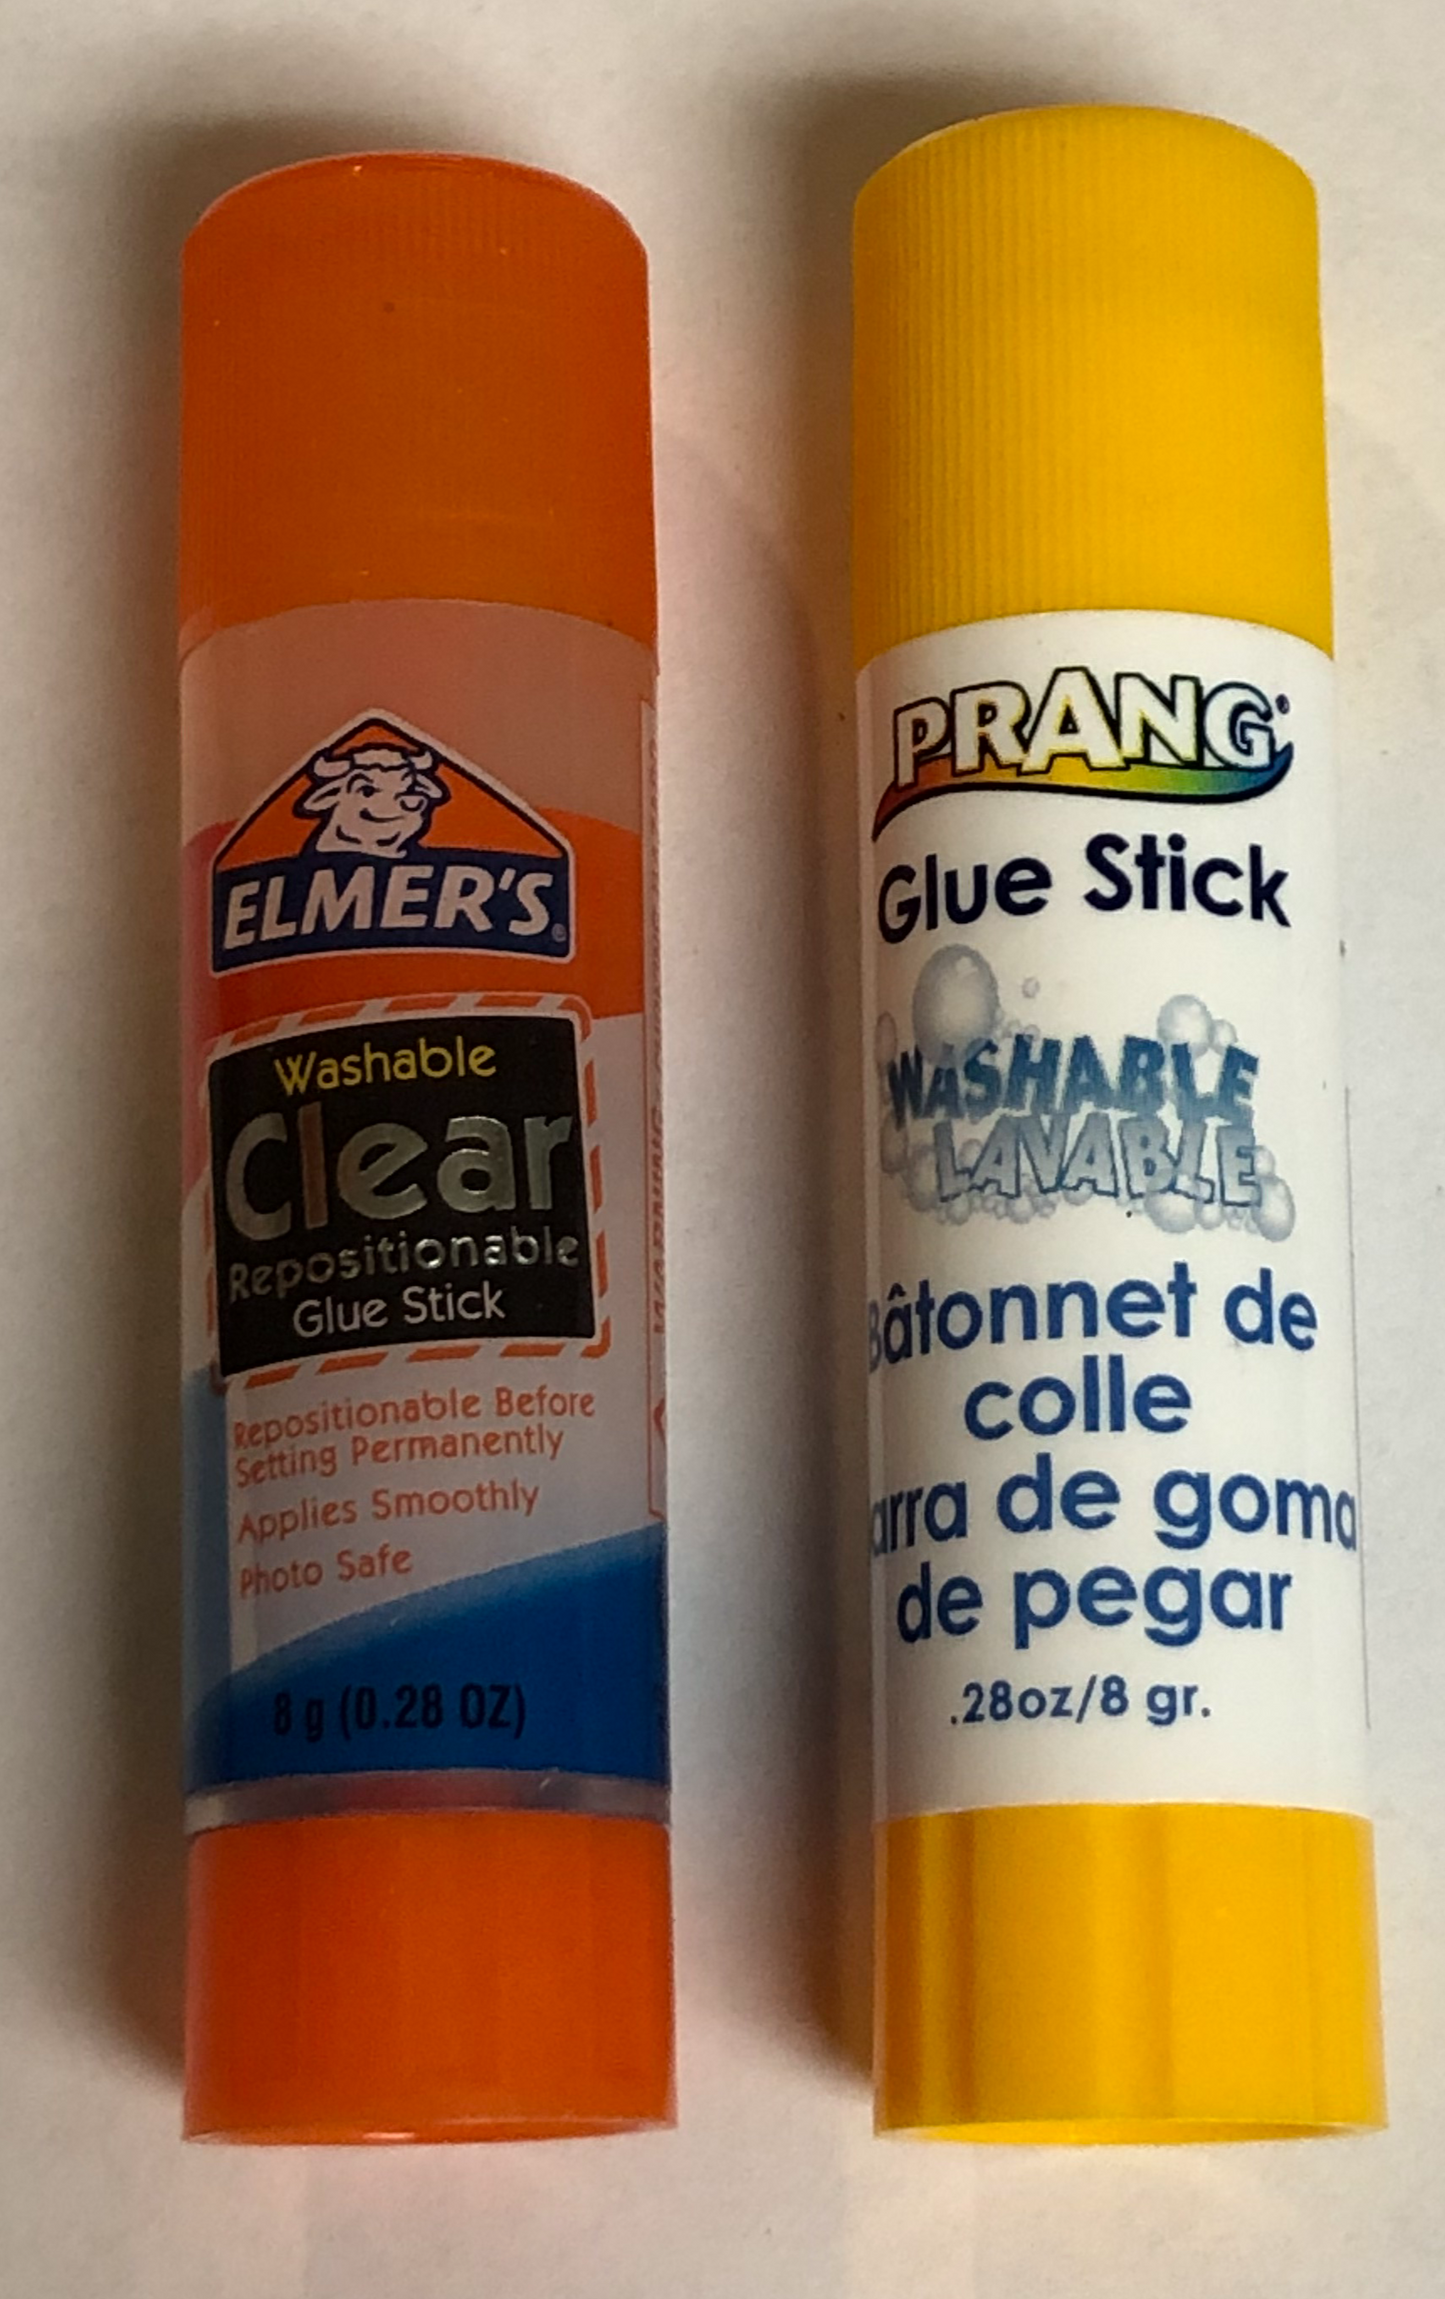 ELMER'S®
Washable
Clear
Repositionable
Glue Stick
Repositionable Before
Setting Permanently
Applies Smoothly
Photo Safe
8 g (0.28 OZ)
PRANG®
Glue Stick
WASHABLE
LAVABLE
Bâtonnet de
colle
arra de goma
de pegar
.28oz/8 gr.